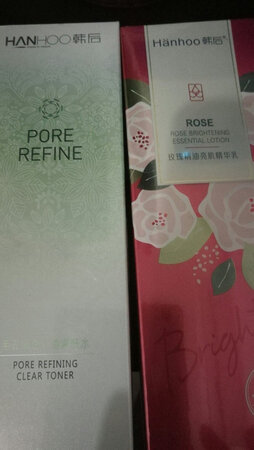 HANHOO韩后
PORE
REFINE
PORE REFINING
CLEAR TONER
Hanhoo韩后
ROSE
ROSE BRIGHTENING
ESSENTIAL LOTION
玫瑰精油亮肌精华乳